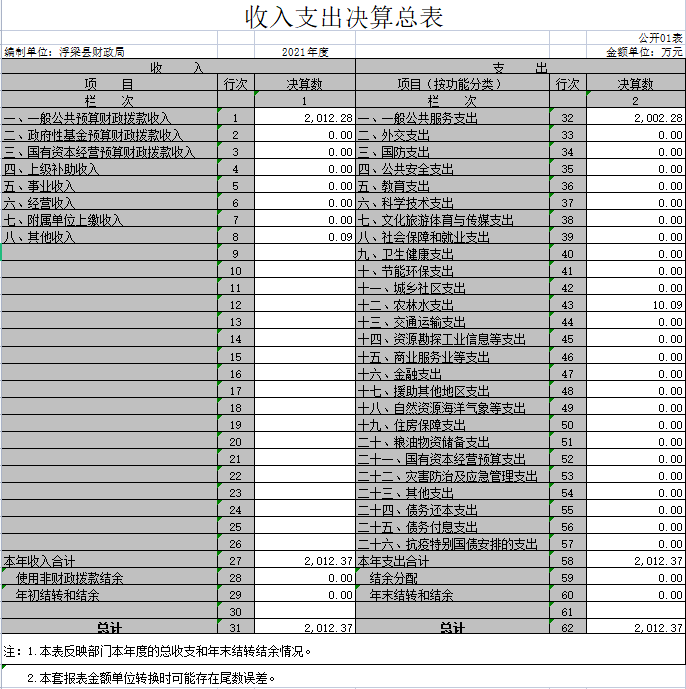 收入支出决算总表
公开01表
编制单位：浮梁县财政局 2021年度 金额单位：万元
收 入 支 出
项 目 行次 决算数 项目（按功能分类） 行次 决算数
栏 次 1 栏 次 2
一、一般公共预算财政拨款收入 1 2,012.28 一、一般公共服务支出 32 2,002.28
二、政府性基金预算财政拨款收入 2 0.00 二、外交支出 33 0.00
三、国有资本经营预算财政拨款收入 3 0.00 三、国防支出 34 0.00
四、上级补助收入 4 0.00 四、公共安全支出 35 0.00
五、事业收入 5 0.00 五、教育支出 36 0.00
六、经营收入 6 0.00 六、科学技术支出 37 0.00
七、附属单位上缴收入 7 0.00 七、文化旅游体育与传媒支出 38 0.00
八、其他收入 8 0.09 八、社会保障和就业支出 39 0.00
9 九、卫生健康支出 40 0.00
10 十、节能环保支出 41 0.00
11 十一、城乡社区支出 42 0.00
12 十二、农林水支出 43 10.09
13 十三、交通运输支出 44 0.00
14 十四、资源勘探工业信息等支出 45 0.00
15 十五、商业服务业等支出 46 0.00
16 十六、金融支出 47 0.00
17 十七、援助其他地区支出 48 0.00
18 十八、自然资源海洋气象等支出 49 0.00
19 十九、住房保障支出 50 0.00
20 二十、粮油物资储备支出 51 0.00
21 二十一、国有资本经营预算支出 52 0.00
22 二十二、灾害防治及应急管理支出 53 0.00
23 二十三、其他支出 54 0.00
24 二十四、债务还本支出 55 0.00
25 二十五、债务付息支出 56 0.00
26 二十六、抗疫特别国债安排的支出 57 0.00
本年收入合计 27 2,012.37 本年支出合计 58 2,012.37
使用非财政拨款结余 28 0.00 结余分配 59 0.00
年初结转和结余 29 0.00 年末结转和结余 60 0.00
30 61
总计 31 2,012.37 总计 62 2,012.37
注：1.本表反映部门本年度的总收支和年末结转结余情况。
2.本套报表金额单位转换时可能存在尾数误差。